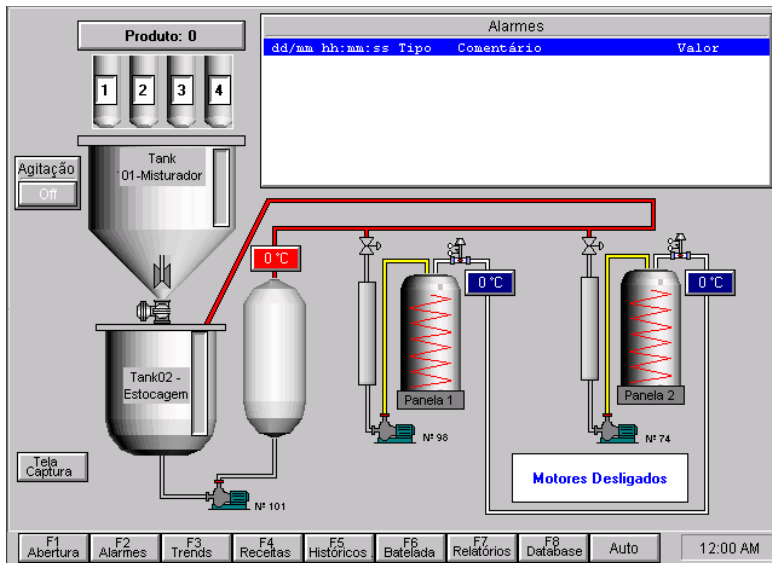 Produto: 0
Alarmes
dd/mm hh:mm:ss Tipo Comentário Valor
1 2 3 4
Agitação
Off
Tank
01-Misturador
0 °C
0 °C
0 °C
Tank02 -
Estocagem
Panela 1
Panela 2
Nº 98
Nº 74
Tela
Captura
Motores Desligados
Nº 101
F1
Abertura
F2
Alarmes
F3
Trends
F4
Receitas
F5
Históricos
F6
Batelada
F7
Relatórios
F8
Database
Auto
12:00 AM